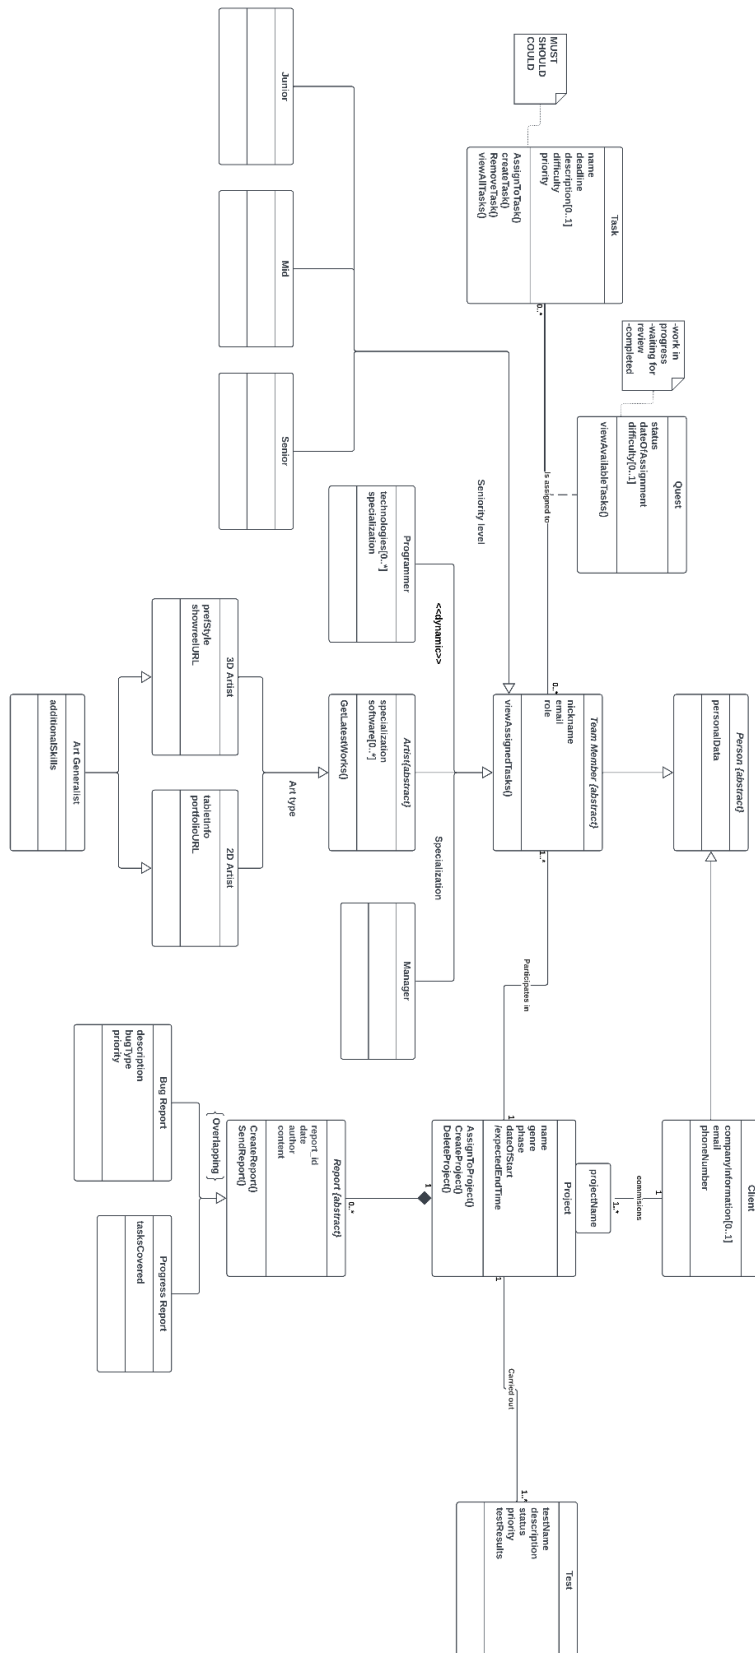 MUST
SHOULD
COULD
Task
name
deadline
description[0..1]
difficulty
priority
AssignToTask()
createTask()
RemoveTask()
viewAllTasks()
0..*
-work in
progress
-waiting for
review
-completed
Quest
status
dateOfAssignment
difficulty[0..1]
viewAvailableTasks()
Is assigned to
0..*
Junior
Mid
Senior
Seniority level
Person {abstract}
personalData
Team Member {abstract}
nickname
email
role
viewAssignedTasks()
1..*
Participates in
1
Programmer
technologies[0..*]
specialization
<<dynamic>>
Artist{abstract}
specialization
software[0..*]
GetLatestWorks()
Specialization
Manager
Art type
3D Artist
prefStyle
showreelURL
2D Artist
tabletInfo
portfolioURL
Art Generalist
additionalSkills
Client
companyInformation[0..1]
email
phoneNumber
1
commisions
1..*
projectName
Project
name
genre
phase
dateOfStart
/expectedEndTime
AssignToProject()
CreateProject()
DeleteProject()
1
0..*
Report {abstract}
report_id
date
author
content
CreateReport()
SendReport()
{Overlapping}
Bug Report
description
bugType
priority
Progress Report
tasksCovered
1
Carried out
1..*
Test
testName
description
status
priority
testResults